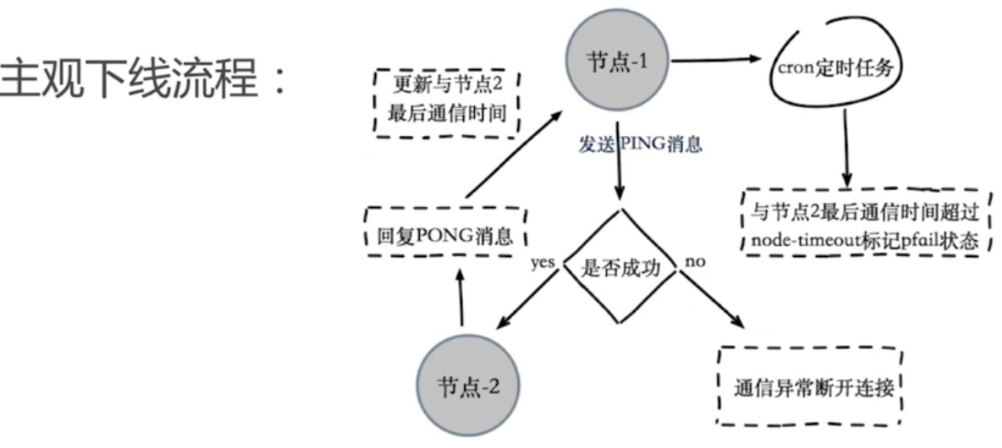 主观下线流程：
节点-1
cron定时任务
更新与节点2
最后通信时间
发送PING消息
与节点2最后通信时间超过
node-timeout标记pfail状态
回复PONG消息
yes
是否成功
no
节点-2
通信异常断开连接